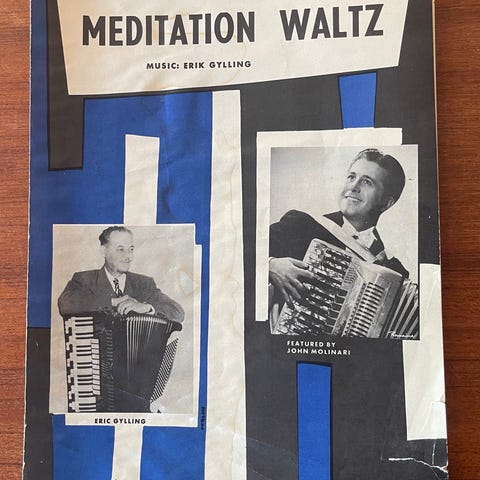 MEDITATION WALTZ
MUSIC: ERIK GYLLING
FEATURED BY
JOHN MOLINARI
ERIC GYLLING